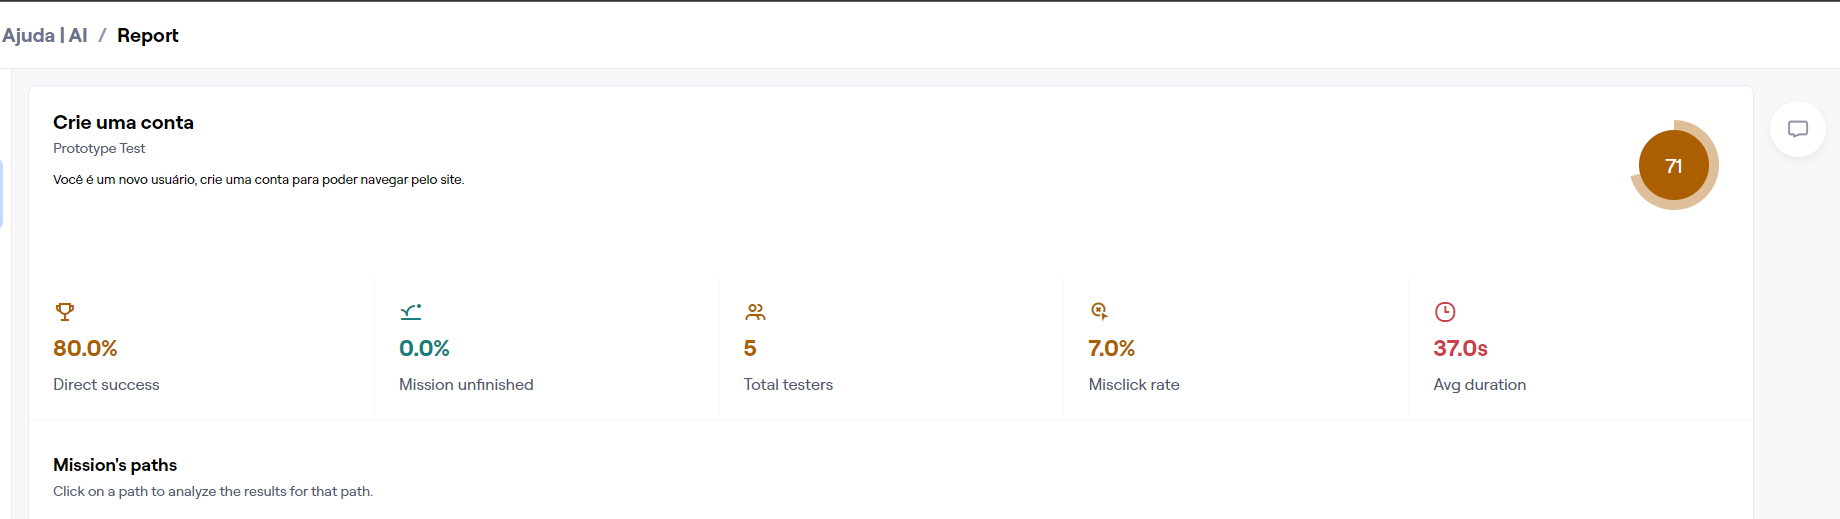 Ajuda | AI / Report
Crie uma conta
Prototype Test
Você é um novo usuário, crie uma conta para poder navegar pelo site.
71
80.0%
Direct success
0.0%
Mission unfinished
5
Total testers
7.0%
Misclick rate
37.0s
Avg duration
Mission's paths
Click on a path to analyze the results for that path.